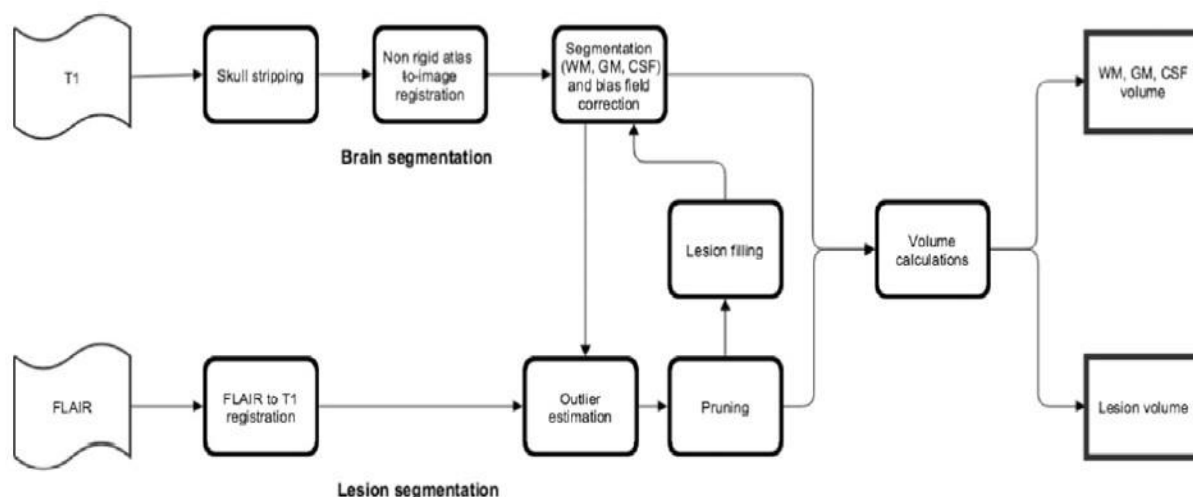 T1
Skull stripping
Non rigid atlas
to-image
registration
Segmentation
(WM, GM, CSF)
and bias field
correction
WM, GM, CSF
volume
Brain segmentation
Lesion filling
Volume
calculations
FLAIR
FLAIR to T1
registration
Outlier
estimation
Pruning
Lesion volume
Lesion segmentation